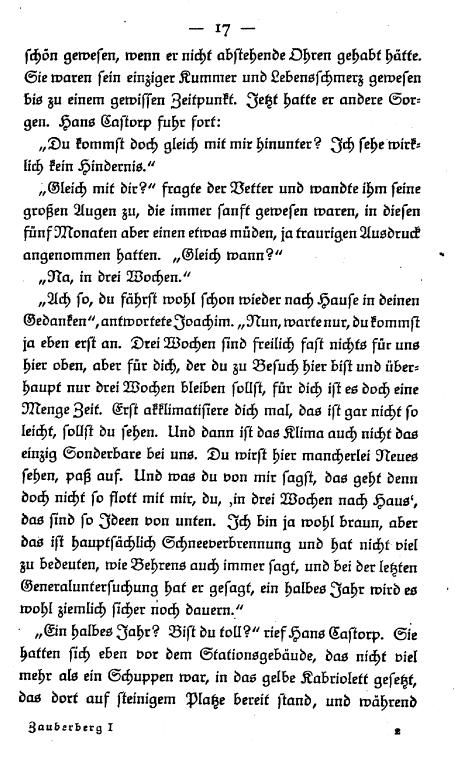 — 17 —
schön gewesen, wenn er nicht abstehende Ohren gehabt hätte.
Sie waren sein einziger Kummer und Lebensschmerz gewesen
bis zu einem gewissen Zeitpunkt. Jetzt hatte er andere Sor-
gen. Hans Castorp fuhr fort:
„Du kommst doch gleich mit mir hinunter? Ich sehe wirk-
lich kein Hindernis.“
„Gleich mit dir?“ fragte der Vetter und wandte ihm seine
großen Augen zu, die immer sanft gewesen waren, in diesen
fünf Monaten aber einen etwas müden, ja traurigen Ausdruck
angenommen hatten. „Gleich wann?“
„Na, in drei Wochen.“
„Ach so, du fährst wohl schon wieder nach Hause in deinen
Gedanken“, antwortete Joachim. „Nun, warte nur, du kommst
ja eben erst an. Drei Wochen sind freilich fast nichts für uns
hier oben, aber für dich, der du zu Besuch hier bist und über-
haupt nur drei Wochen bleiben sollst, für dich ist es doch eine
Menge Zeit. Erst akklimatisiere dich mal, das ist gar nicht so
leicht, sollst du sehen. Und dann ist das Klima auch nicht das
einzig Sonderbare bei uns. Du wirst hier mancherlei Neues
sehen, paß auf. Und was du von mir sagst, das geht denn
doch nicht so flott mit mir, du, ‚in drei Wochen nach Haus‘,
das sind so Ideen von unten. Ich bin ja wohl braun, aber
das ist hauptsächlich Schneeverbrennung und hat nicht viel
zu bedeuten, wie Behrens auch immer sagt, und bei der letzten
Generaluntersuchung hat er gesagt, ein halbes Jahr wird es
wohl ziemlich sicher noch dauern.“
„Ein halbes Jahr? Bist du toll?“ rief Hans Castorp. Sie
hatten sich eben vor dem Stationsgebäude, das nicht viel
mehr als ein Schuppen war, in das gelbe Kabriolett gesetzt,
das dort auf steinigem Platze bereit stand, und während
Zauberberg I 2